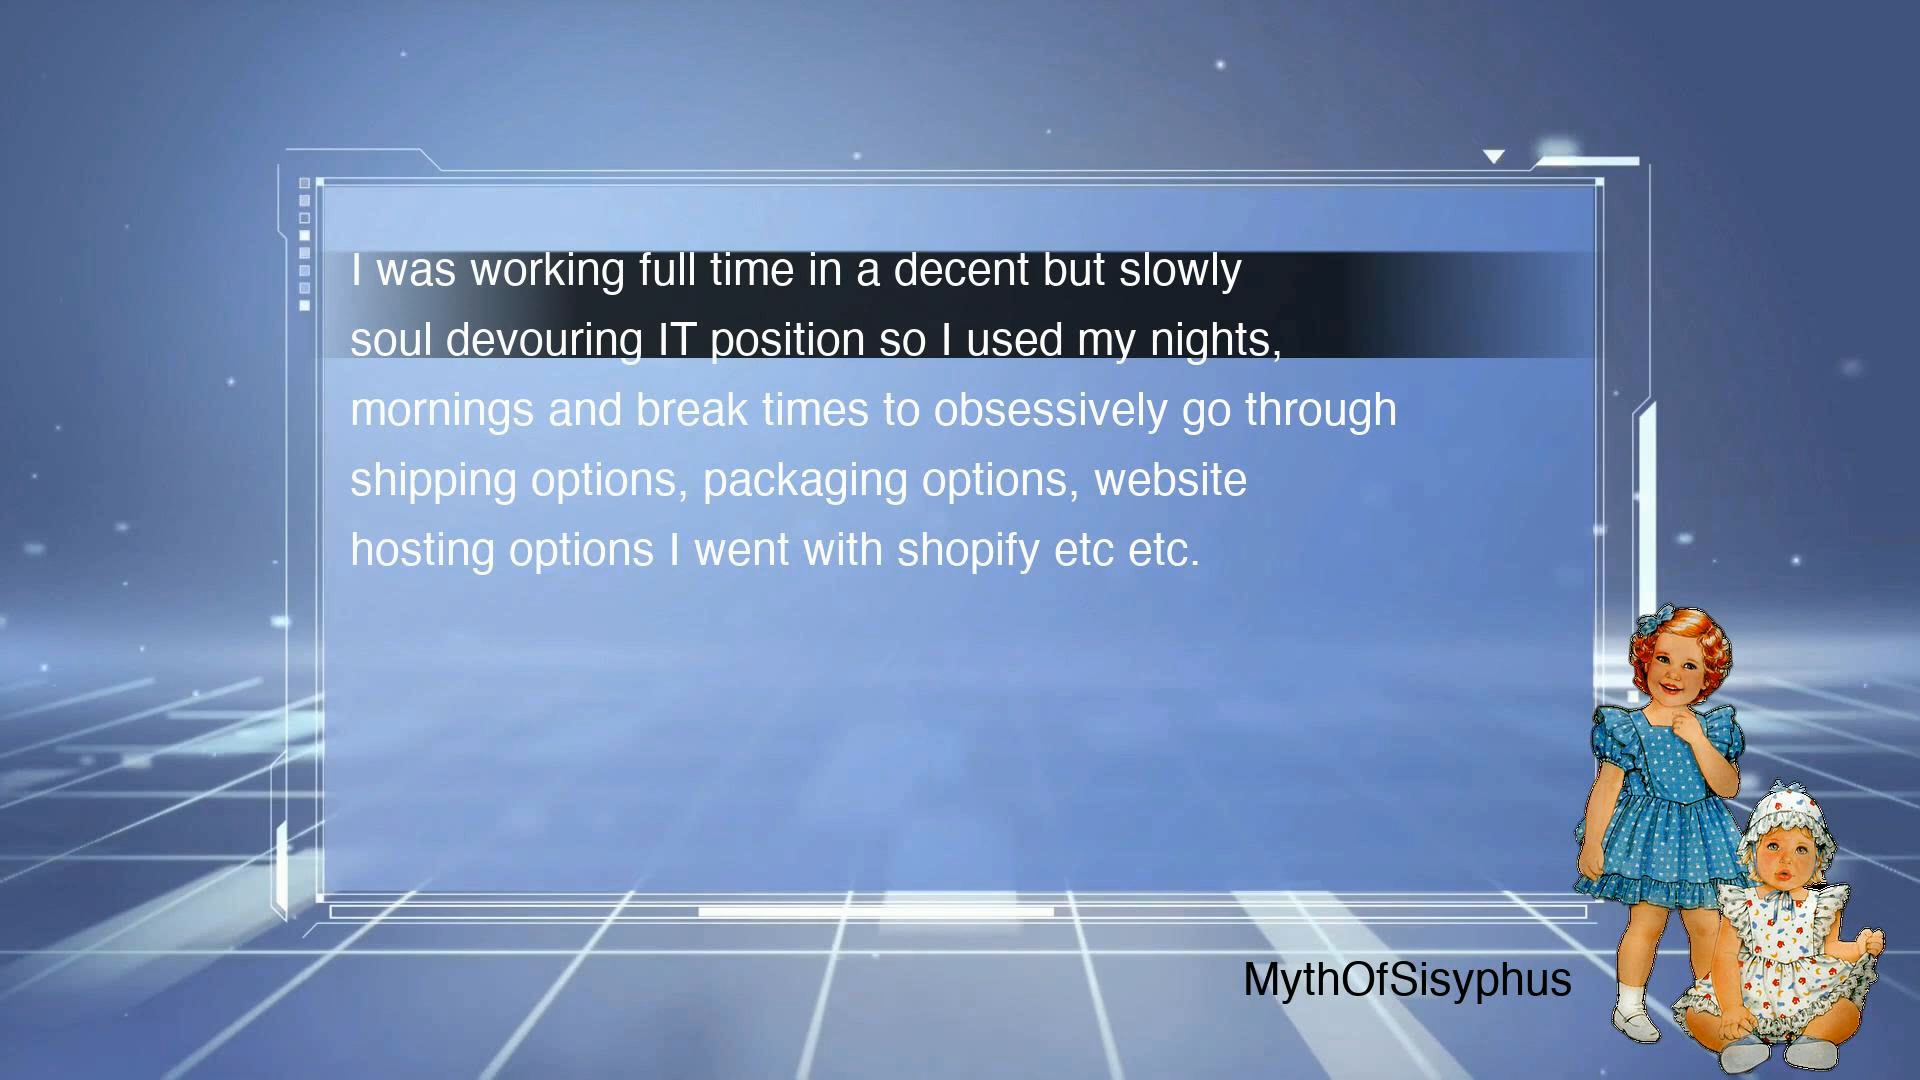 I was working full time in a decent but slowly
soul devouring IT position so I used my nights,
mornings and break times to obsessively go through
shipping options, packaging options, website
hosting options I went with shopify etc etc.
MythOfSisyphus